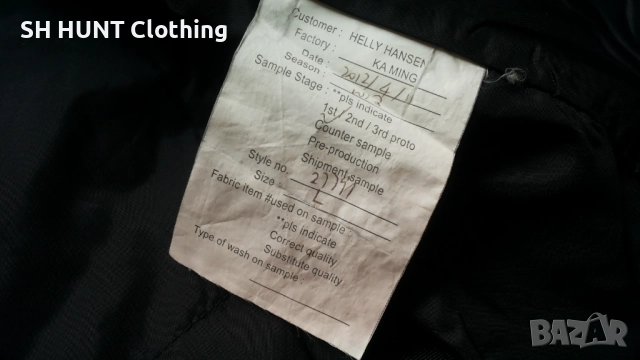 SH HUNT Clothing
Customer : HELLY HANSEN
Factory : KA MING
Date : 2012/4/
Season :
Sample Stage : **pls indicate
1st / 2nd / 3rd proto
Counter sample
Pre-production
Shipment sample
Style no.
Size : L
Fabric item #used on sample :
**pls indicate
Correct quality
Substitute quality
Type of wash on sample :
BAZAR